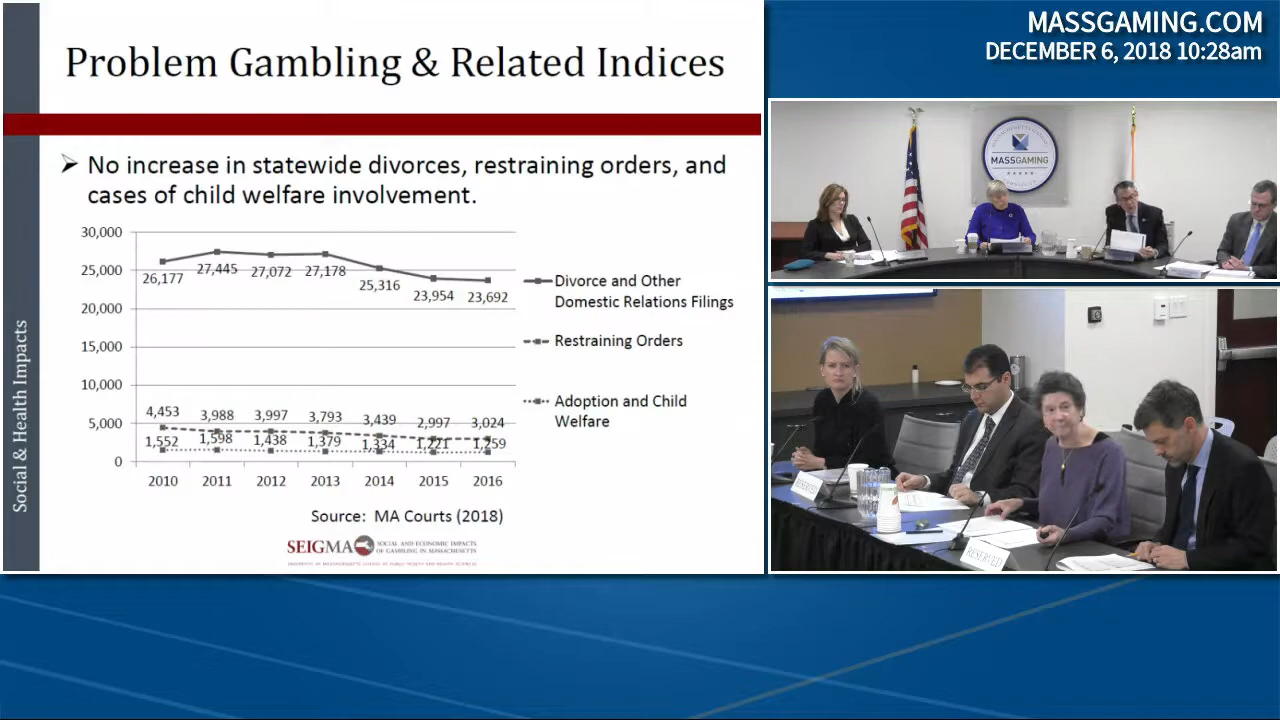 MASSGAMING.COM
DECEMBER 6, 2018 10:28am
Problem Gambling & Related Indices
No increase in statewide divorces, restraining orders, and
cases of child welfare involvement.
Social & Health Impacts
30,000
25,000
20,000
15,000
10,000
5,000
0
26,177
27,445
27,072
27,178
25,316
23,954
23,692
4,453
3,988
3,997
3,793
3,439
2,997
3,024
1,552
1,598
1,438
1,379
1,334
1,221
1,259
2010
2011
2012
2013
2014
2015
2016
Divorce and Other
Domestic Relations Filings
Restraining Orders
Adoption and Child
Welfare
Source: MA Courts (2018)
SEIGMA
SOCIAL AND ECONOMIC IMPACTS
OF GAMBLING IN MASSACHUSETTS
MASSGAMING
RESERVED
RESERVED